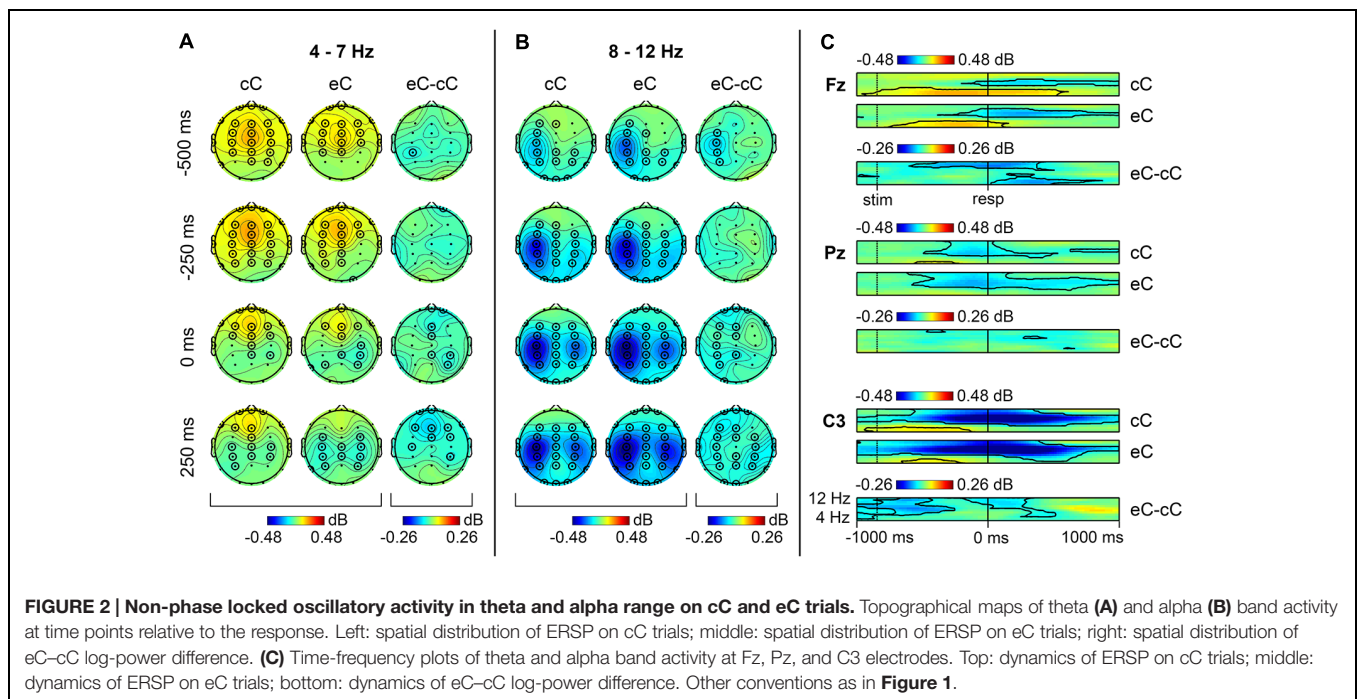 A
4 - 7 Hz
cC eC eC-cC
-500 ms
-250 ms
0 ms
250 ms
dB dB
-0.48 0.48 -0.26 0.26
B
8 - 12 Hz
cC eC eC-cC
dB dB
-0.48 0.48 -0.26 0.26
C
-0.48 0.48 dB
Fz cC
eC
-0.26 0.26 dB
eC-cC
stim resp
-0.48 0.48 dB
Pz cC
eC
-0.26 0.26 dB
eC-cC
-0.48 0.48 dB
C3 cC
eC
-0.26 0.26 dB
12 Hz
4 Hz
eC-cC
-1000 ms 0 ms 1000 ms
FIGURE 2 | Non-phase locked oscillatory activity in theta and alpha range on cC and eC trials. Topographical maps of theta (A) and alpha (B) band activity
at time points relative to the response. Left: spatial distribution of ERSP on cC trials; middle: spatial distribution of ERSP on eC trials; right: spatial distribution of
eC–cC log-power difference. (C) Time-frequency plots of theta and alpha band activity at Fz, Pz, and C3 electrodes. Top: dynamics of ERSP on cC trials; middle:
dynamics of ERSP on eC trials; bottom: dynamics of eC–cC log-power difference. Other conventions as in Figure 1.